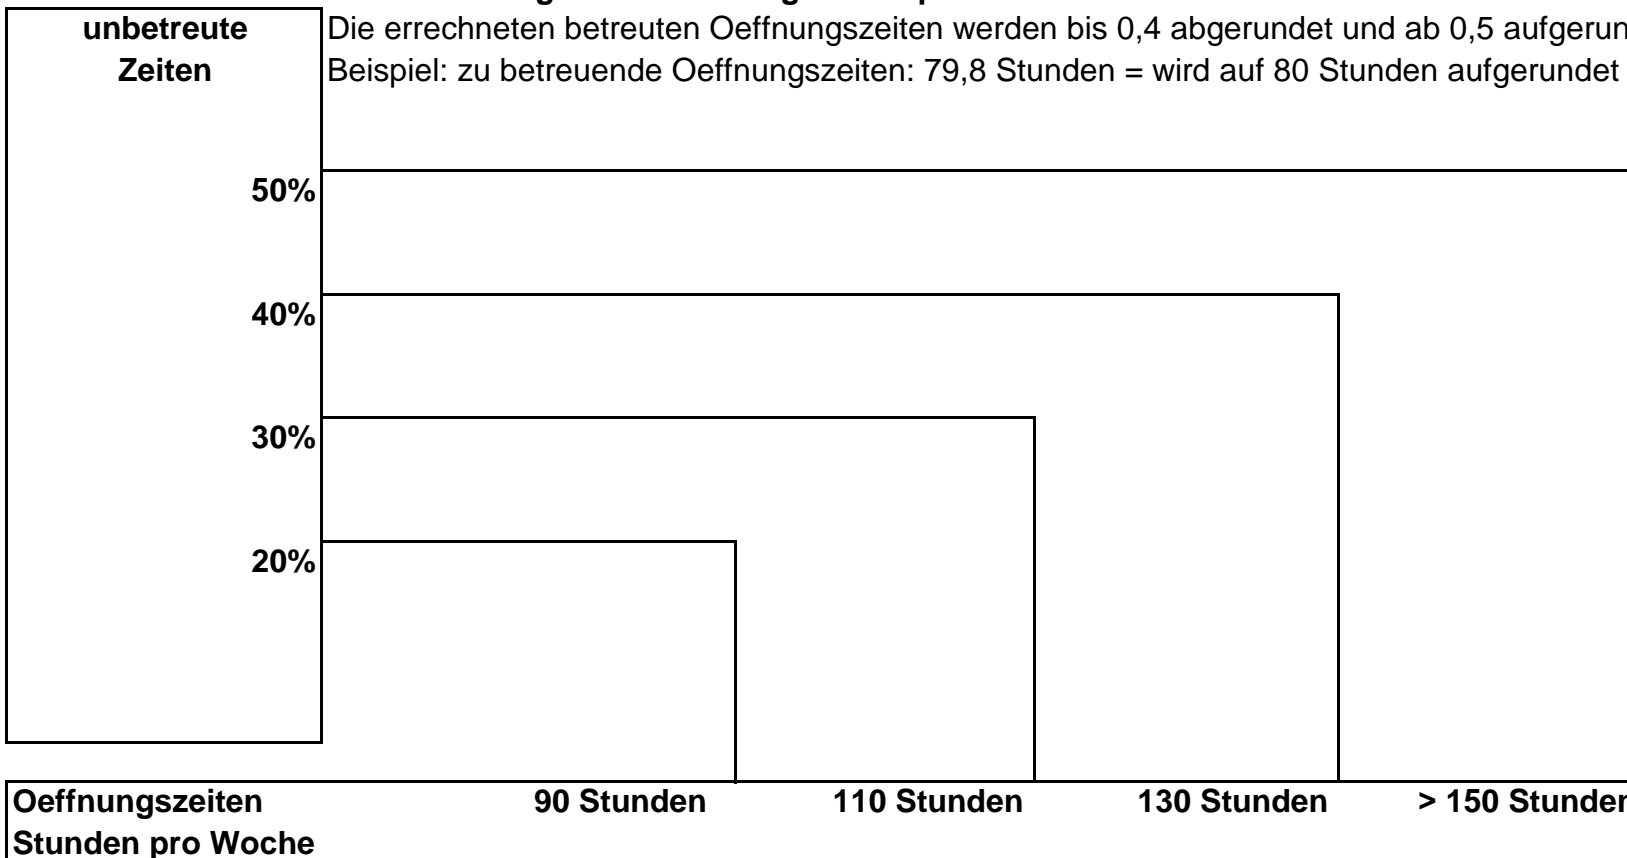 unbetreute
Zeiten
Die errechneten betreuten Oeffnungszeiten werden bis 0,4 abgerundet und ab 0,5 aufgerun
Beispiel: zu betreuende Oeffnungszeiten: 79,8 Stunden = wird auf 80 Stunden aufgerundet
50%
40%
30%
20%
Oeffnungszeiten
Stunden pro Woche
90 Stunden
110 Stunden
130 Stunden
> 150 Stunden